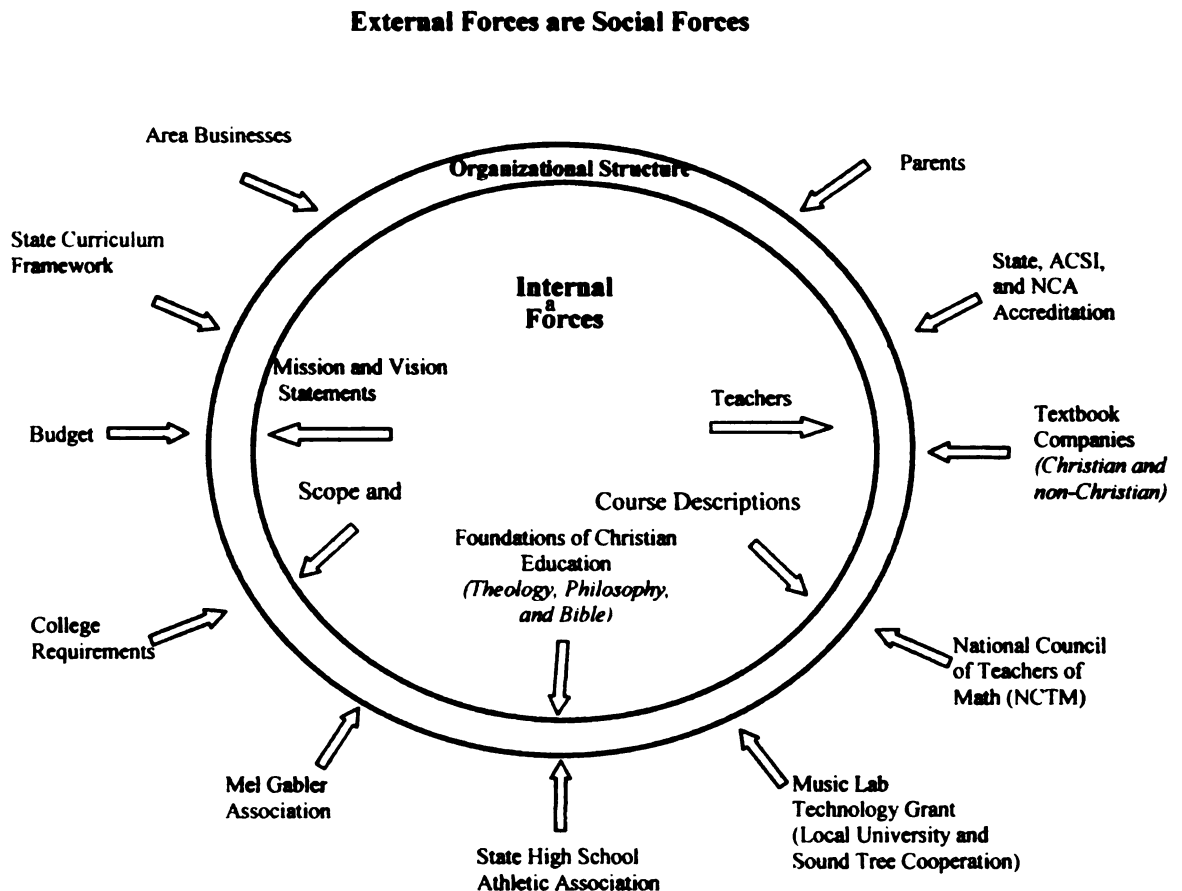 External Forces are Social Forces
Area Businesses
Organizational Structure
Parents
State Curriculum
Framework
State, ACSI,
and NCA
Accreditation
Internal
a
Forces
Mission and Vision
Statements
Teachers
Budget
Textbook
Companies
(Christian and
non-Christian)
Scope and
Course Descriptions
Foundations of Christian
Education
(Theology, Philosophy,
and Bible)
College
Requirements
National Council
of Teachers of
Math (NCTM)
Mel Gabler
Association
Music Lab
Technology Grant
(Local University and
Sound Tree Cooperation)
State High School
Athletic Association